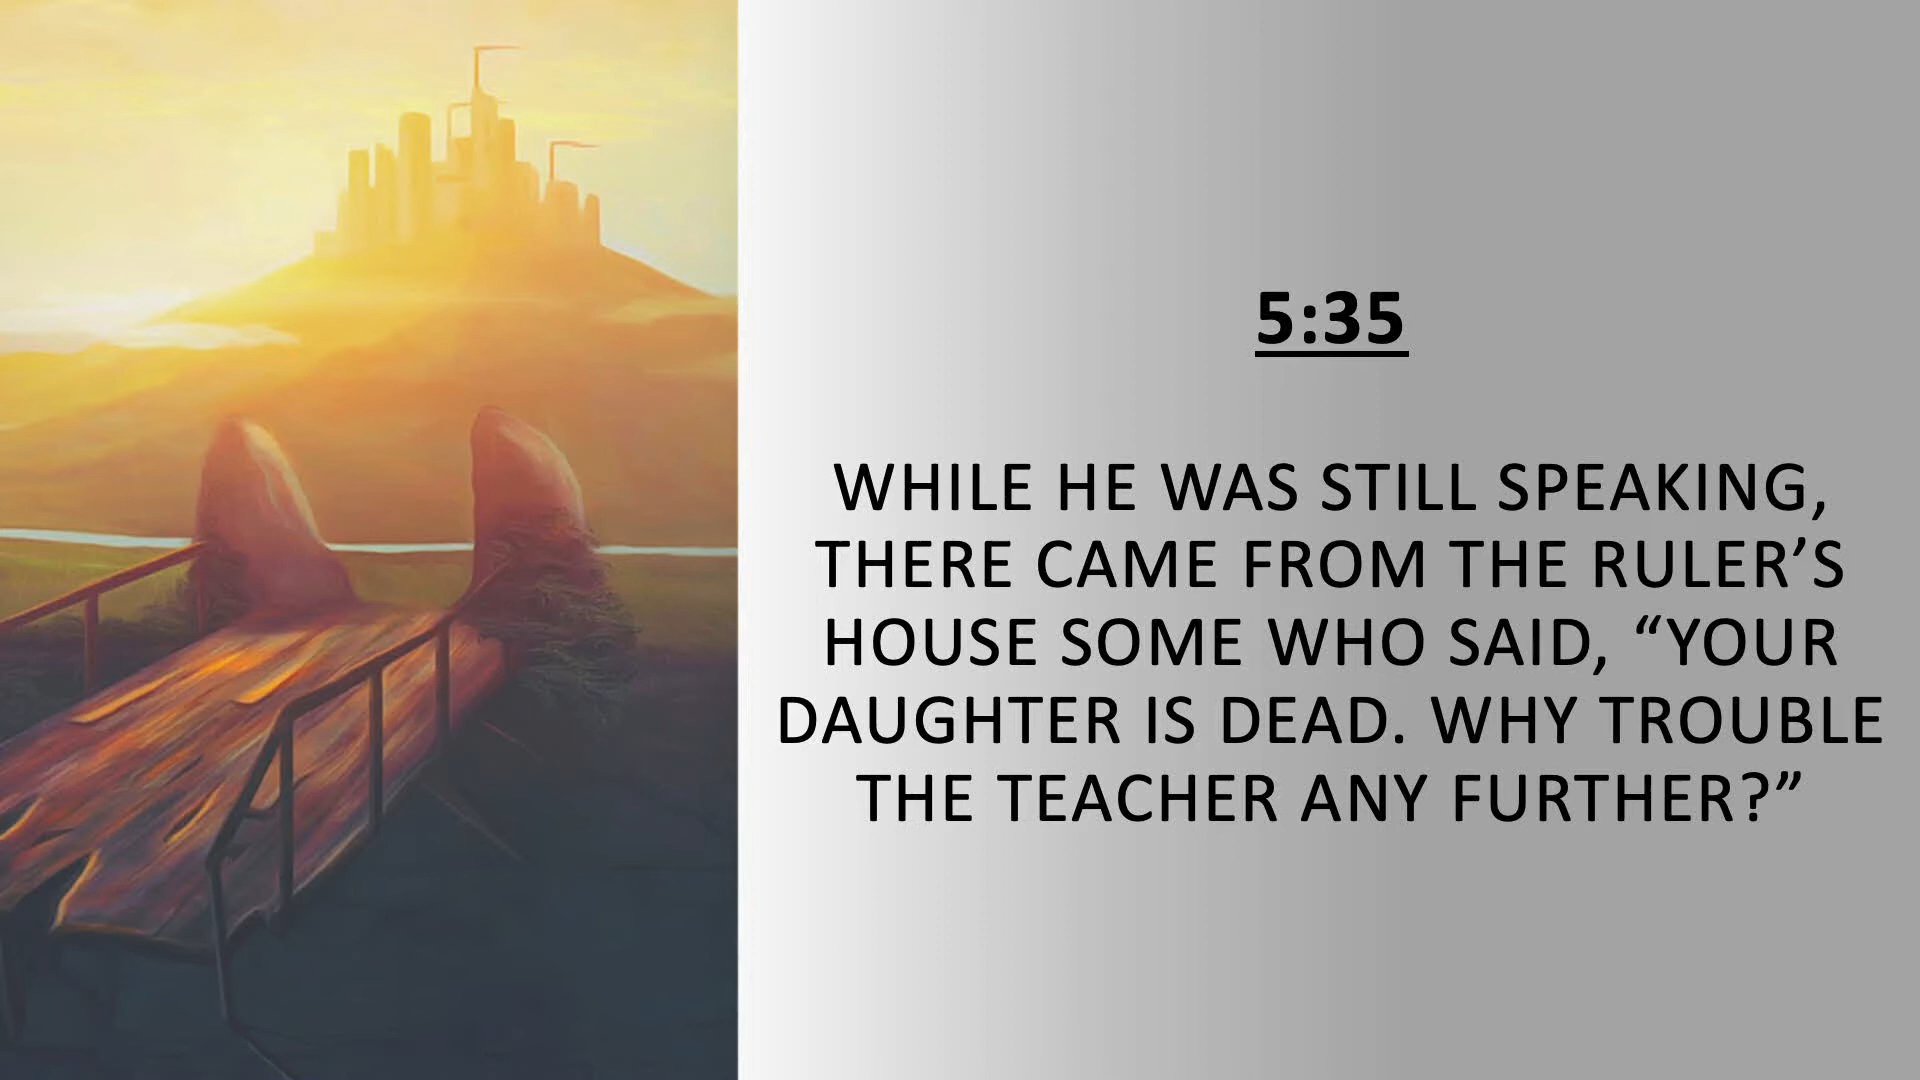 5:35
WHILE HE WAS STILL SPEAKING,
THERE CAME FROM THE RULER’S
HOUSE SOME WHO SAID, “YOUR
DAUGHTER IS DEAD. WHY TROUBLE
THE TEACHER ANY FURTHER?”